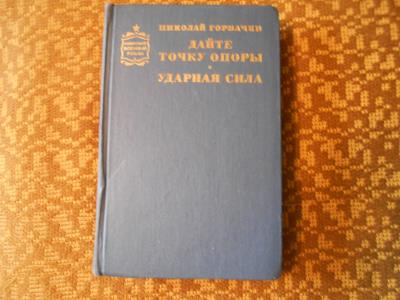 НИКОЛАЙ ГОРБАЧЕВ
ДАЙТЕ
ТОЧКУ ОПОРЫ
•
УДАРНАЯ СИЛА